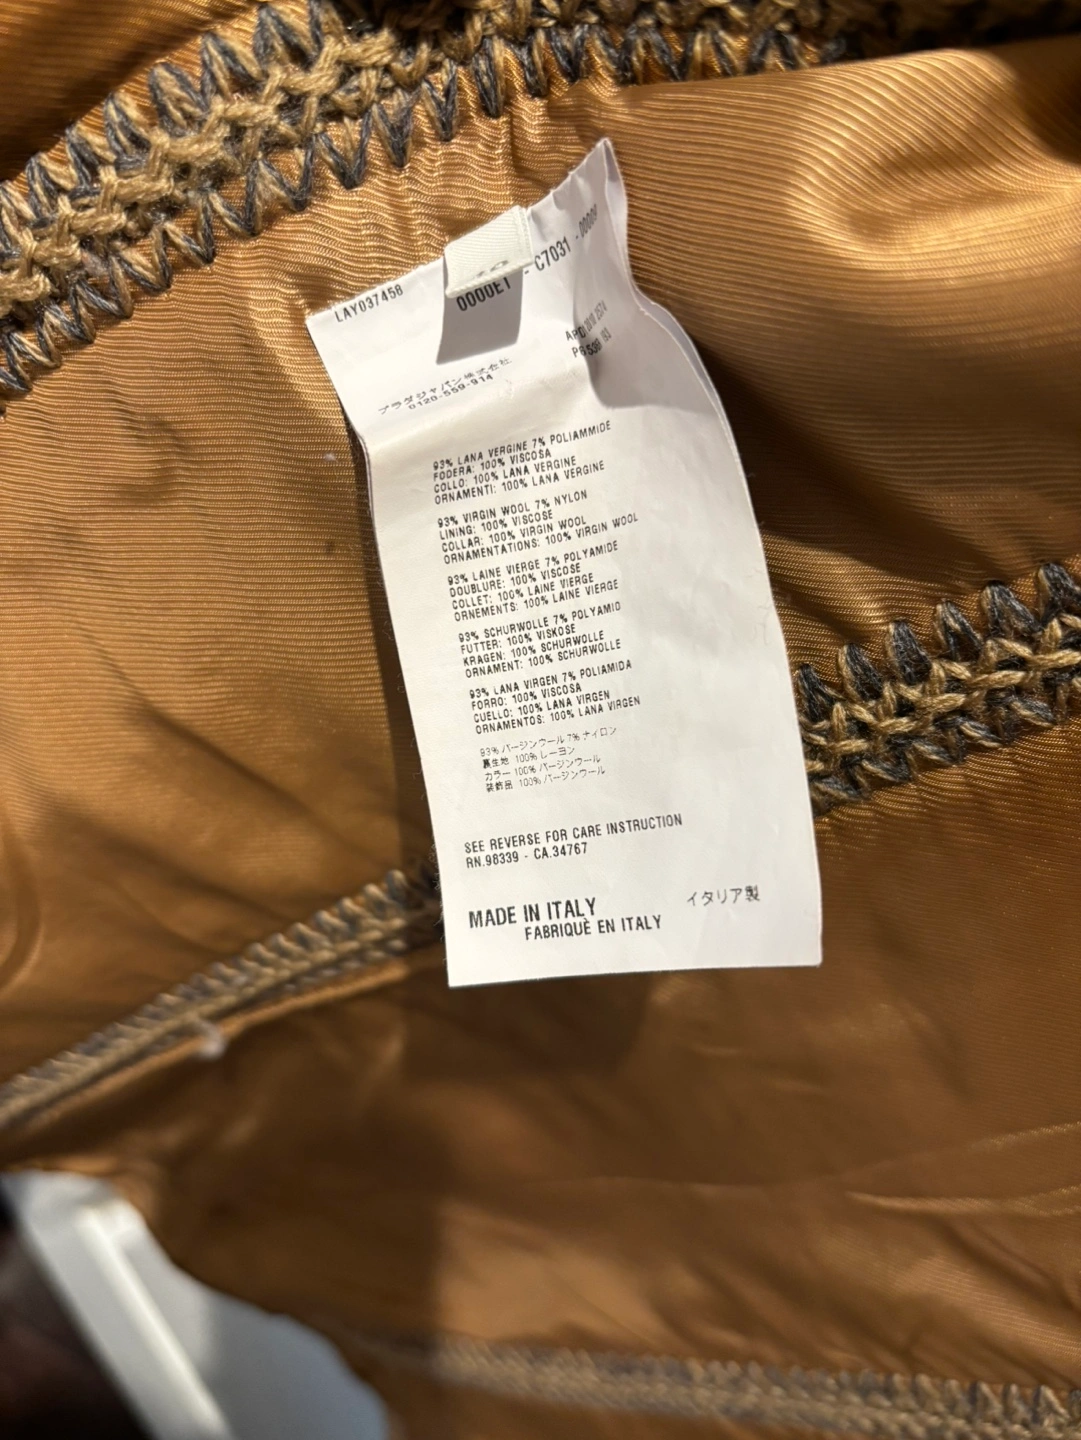 LAY037458
0000E1 - C7031 - 00009
プラダジャパン株式会社
0120-559-914
93% LANA VERGINE 7% POLIAMMIDE
FODERA: 100% VISCOSA
COLLO: 100% LANA VERGINE
ORNAMENTI: 100% LANA VERGINE
93% VIRGIN WOOL 7% NYLON
LINING: 100% VISCOSE
COLLAR: 100% VIRGIN WOOL
ORNAMENTATIONS: 100% VIRGIN WOOL
93% LAINE VIERGE 7% POLYAMIDE
DOUBLURE: 100% VISCOSE
COLLET: 100% LAINE VIERGE
ORNEMENTS: 100% LAINE VIERGE
93% SCHURWOLLE 7% POLYAMID
FUTTER: 100% VISKOSE
KRAGEN: 100% SCHURWOLLE
ORNAMENT: 100% SCHURWOLLE
93% LANA VIRGEN 7% POLIAMIDA
FORRO: 100% VISCOSA
CUELLO: 100% LANA VIRGEN
ORNAMENTOS: 100% LANA VIRGEN
93% バージンウール 7% ナイロン
裏生地 100% レーヨン
カラー 100% バージンウール
装飾品 100% バージンウール
SEE REVERSE FOR CARE INSTRUCTION
RN.98339 - CA.34767
MADE IN ITALY イタリア製
FABRIQUÈ EN ITALY